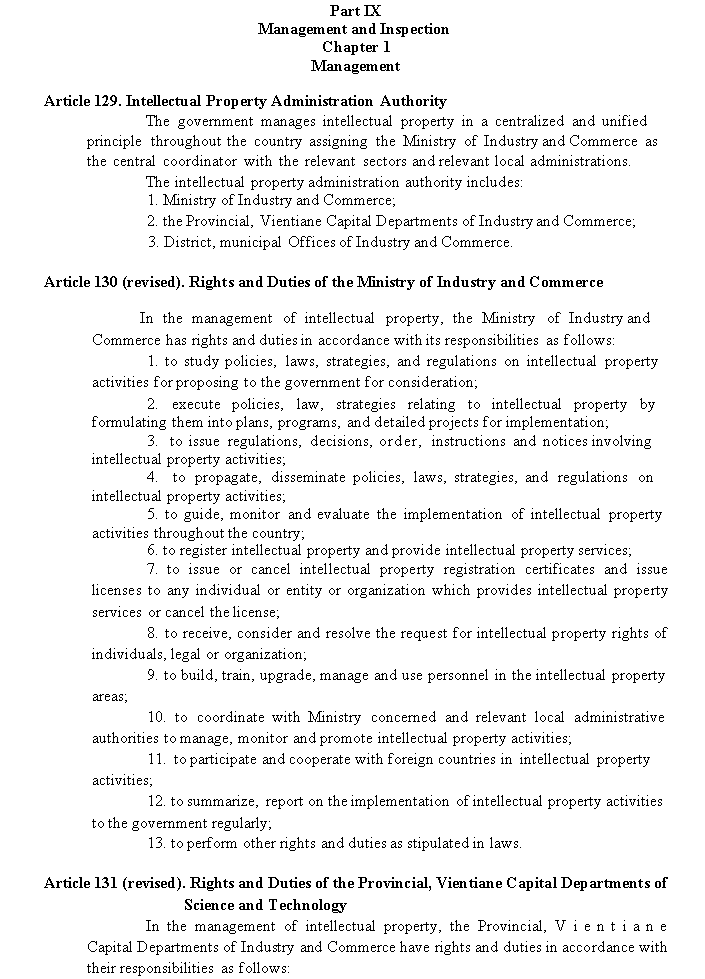 Part IX
Management and Inspection
Chapter 1
Management
Article 129. Intellectual Property Administration Authority
The government manages intellectual property in a centralized and unified
principle throughout the country assigning the Ministry of Industry and Commerce as
the central coordinator with the relevant sectors and relevant local administrations.
The intellectual property administration authority includes:
1. Ministry of Industry and Commerce;
2. the Provincial, Vientiane Capital Departments of Industry and Commerce;
3. District, municipal Offices of Industry and Commerce.
Article 130 (revised). Rights and Duties of the Ministry of Industry and Commerce
In the management of intellectual property, the Ministry of Industry and
Commerce has rights and duties in accordance with its responsibilities as follows:
1. to study policies, laws, strategies, and regulations on intellectual property
activities for proposing to the government for consideration;
2. execute policies, law, strategies relating to intellectual property by
formulating them into plans, programs, and detailed projects for implementation;
3. to issue regulations, decisions, order, instructions and notices involving
intellectual property activities;
4. to propagate, disseminate policies, laws, strategies, and regulations on
intellectual property activities;
5. to guide, monitor and evaluate the implementation of intellectual property
activities throughout the country;
6. to register intellectual property and provide intellectual property services;
7. to issue or cancel intellectual property registration certificates and issue
licenses to any individual or entity or organization which provides intellectual property
services or cancel the license;
8. to receive, consider and resolve the request for intellectual property rights of
individuals, legal or organization;
9. to build, train, upgrade, manage and use personnel in the intellectual property
areas;
10. to coordinate with Ministry concerned and relevant local administrative
authorities to manage, monitor and promote intellectual property activities;
11. to participate and cooperate with foreign countries in intellectual property
activities;
12. to summarize, report on the implementation of intellectual property activities
to the government regularly;
13. to perform other rights and duties as stipulated in laws.
Article 131 (revised). Rights and Duties of the Provincial, Vientiane Capital Departments of
Science and Technology
In the management of intellectual property, the Provincial, V i e n t i a n e
Capital Departments of Industry and Commerce have rights and duties in accordance with
their responsibilities as follows: